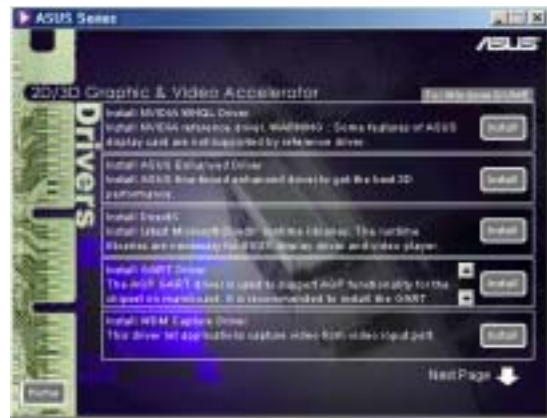 ASUS Series
ASUS
2D/3D Graphic & Video Accelerator
Drivers
Install NVIDIA WHQL Driver
Install NVIDIA reference driver. WARNING : Some features of ASUS
display card are not supported by reference driver.
Install
Install ASUS Enhanced Driver
Install ASUS fine-tuned enhanced driver to get the best 3D
performance.
Install
Install DirectX
Install latest Microsoft DirectX runtime libraries. The runtime
libraries are necessary for ASUS display driver and video player.
Install
Install GART Driver
The AGP GART driver is used to support AGP functionality for the
chipset on mainboard. It is recommended to install the GART
Install
Install WDM Capture Driver
This driver let applications capture video from video input port.
Install
Next Page
Home